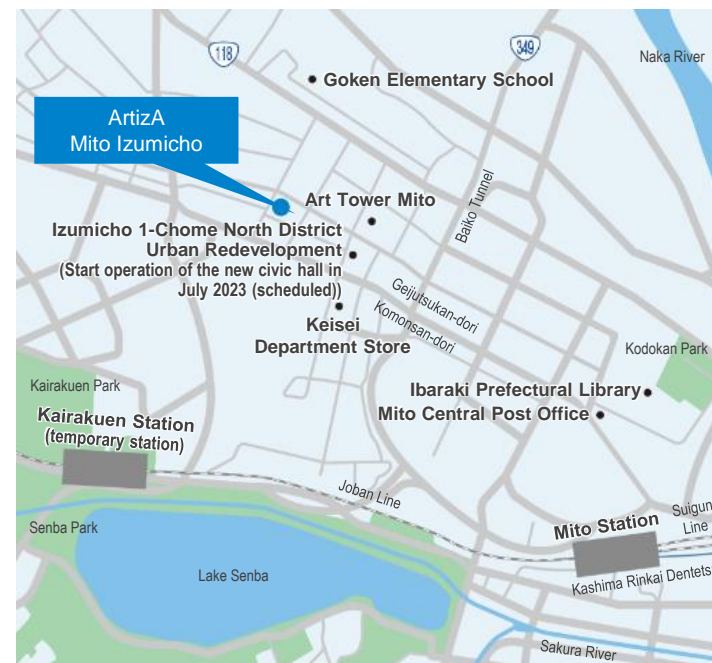 118
349
Naka River
Goken Elementary School
ArtizA
Mito Izumicho
Baiko Tunnel
Art Tower Mito
Izumicho 1-Chome North District
Urban Redevelopment
(Start operation of the new civic hall in
July 2023 (scheduled))
Geijutsukan-dori
Komonsan-dori
Keisei
Department Store
Kodokan Park
Kairakuen Park
Ibaraki Prefectural Library
Mito Central Post Office
Kairakuen Station
(temporary station)
Joban Line
Suigun
Line
Mito Station
Senba Park
Lake Senba
Kashima Rinkai Dentets
Sakura River